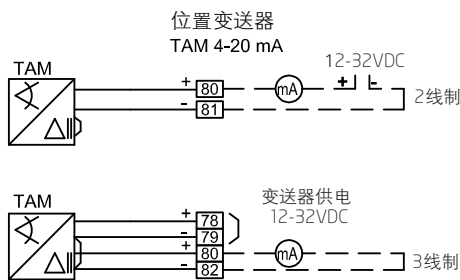 位置变送器
TAM 4-20 mA
TAM
12-32VDC
+ 80 mA + -
- 81
2线制
TAM
变送器供电
12-32VDC
+ 78
- 79
+ 80 mA
- 82
3线制